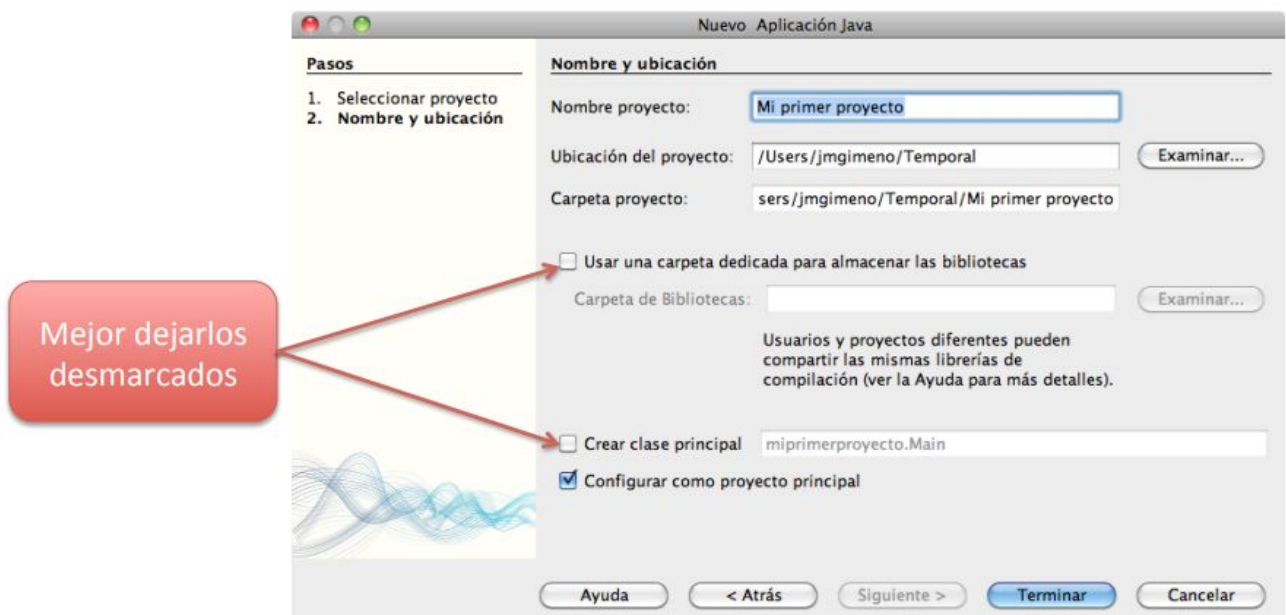 Nuevo Aplicación Java
Pasos
1. Seleccionar proyecto
2. Nombre y ubicación
Nombre y ubicación
Nombre proyecto: Mi primer proyecto
Ubicación del proyecto: /Users/jmgimeno/Temporal Examinar...
Carpeta proyecto: sers/jmgimeno/Temporal/Mi primer proyecto
Usar una carpeta dedicada para almacenar las bibliotecas
Carpeta de Bibliotecas: Examinar...
Usuarios y proyectos diferentes pueden
compartir las mismas librerías de
compilación (ver la Ayuda para más detalles).
Mejor dejarlos
desmarcados
Crear clase principal miprimerproyecto.Main
Configurar como proyecto principal
Ayuda < Atrás Siguiente > Terminar Cancelar